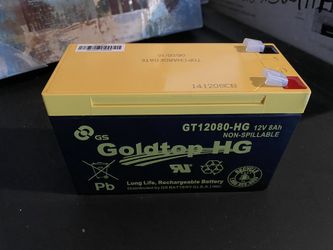 TOP CHARGE DATE
141208CB
GT12080-HG 12V 8Ah
NON-SPILLABLE
GS
Goldtop HG
Pb
Long Life, Rechargeable Battery
Distributed by GS BATTERY (U.S.A.) INC.